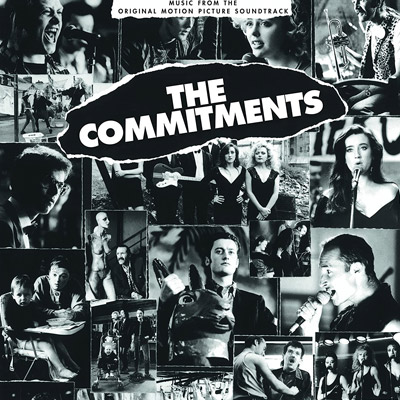 MUSIC FROM THE
ORIGINAL MOTION PICTURE SOUNDTRACK
THE
COMMITMENTS